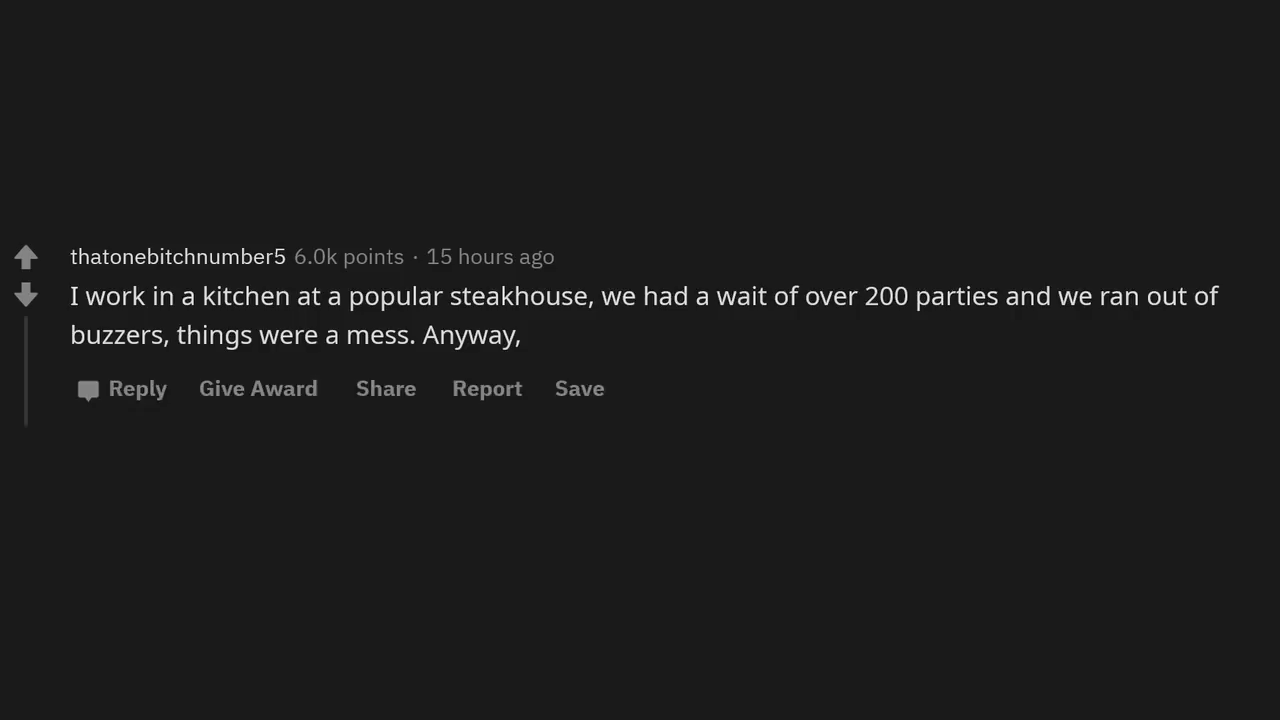 thatonebitchnumber5 6.0k points · 15 hours ago
I work in a kitchen at a popular steakhouse, we had a wait of over 200 parties and we ran out of
buzzers, things were a mess. Anyway,
Reply Give Award Share Report Save